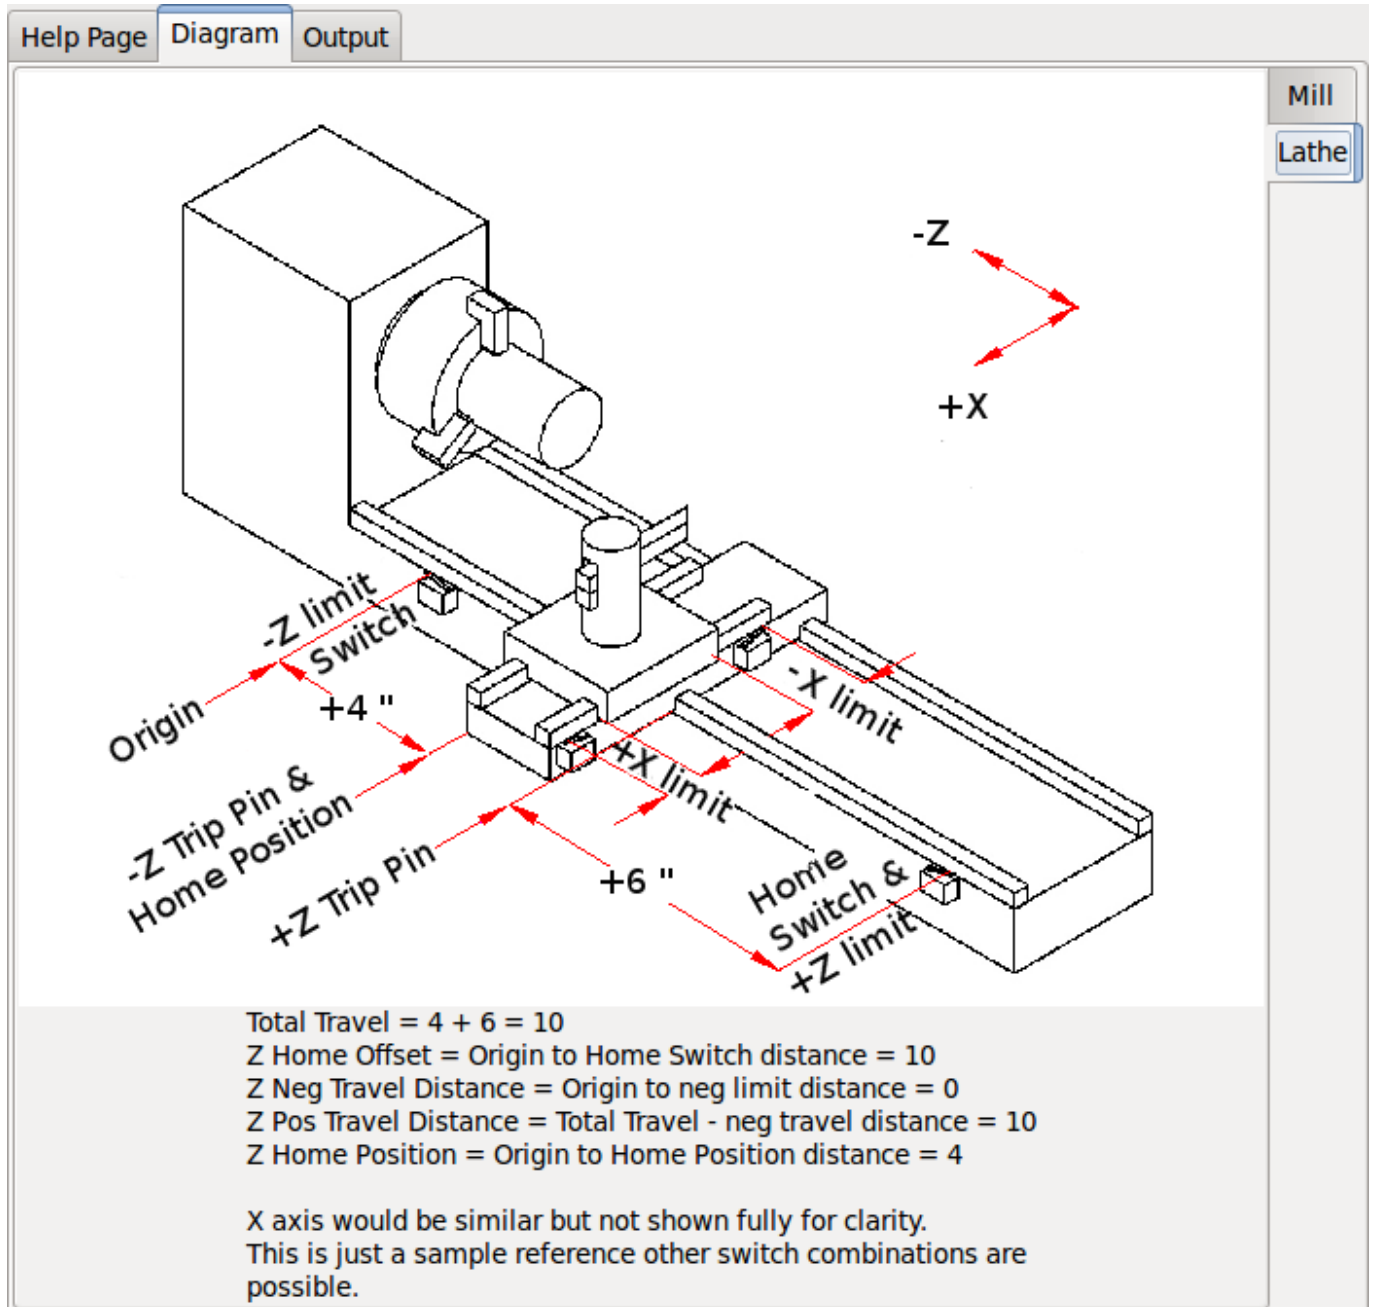 Help Page
Diagram
Output
Mill
Lathe
-Z
+X
-Z limit
Switch
Origin
+4 "
-X limit
+X limit
-Z Trip Pin &
Home Position
+Z Trip Pin
+6 "
Home
Switch &
+Z limit
Total Travel = 4 + 6 = 10
Z Home Offset = Origin to Home Switch distance = 10
Z Neg Travel Distance = Origin to neg limit distance = 0
Z Pos Travel Distance = Total Travel - neg travel distance = 10
Z Home Position = Origin to Home Position distance = 4
X axis would be similar but not shown fully for clarity.
This is just a sample reference other switch combinations are
possible.